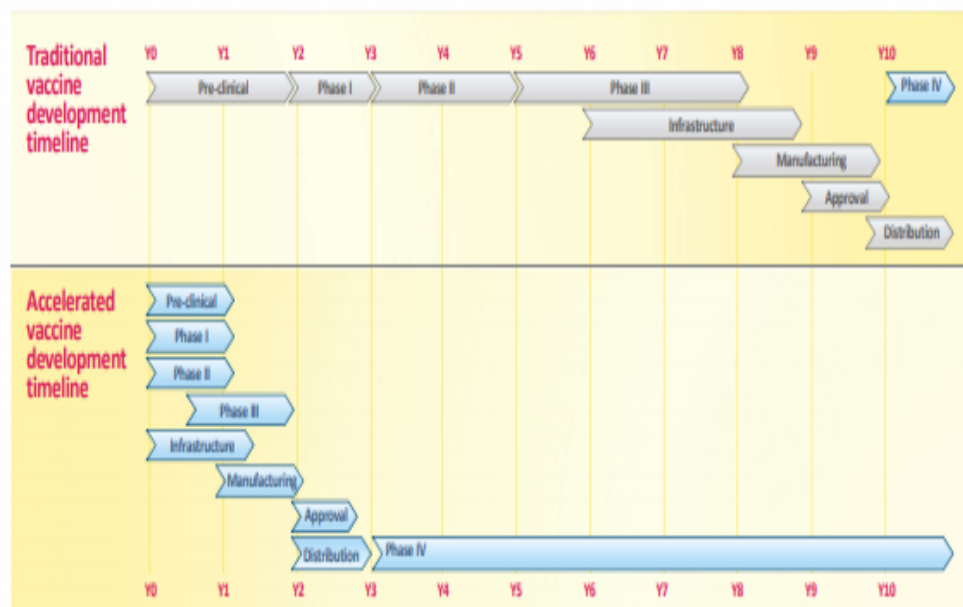 Traditional
vaccine
development
timeline
Y0 Y1 Y2 Y3 Y4 Y5 Y6 Y7 Y8 Y9 Y10
Pre-clinical Phase I Phase II Phase III Phase IV
Infrastructure
Manufacturing
Approval
Distribution
Accelerated
vaccine
development
timeline
Pre-clinical
Phase I
Phase II
Phase III
Infrastructure
Manufacturing
Approval
Distribution Phase IV
Y0 Y1 Y2 Y3 Y4 Y5 Y6 Y7 Y8 Y9 Y10